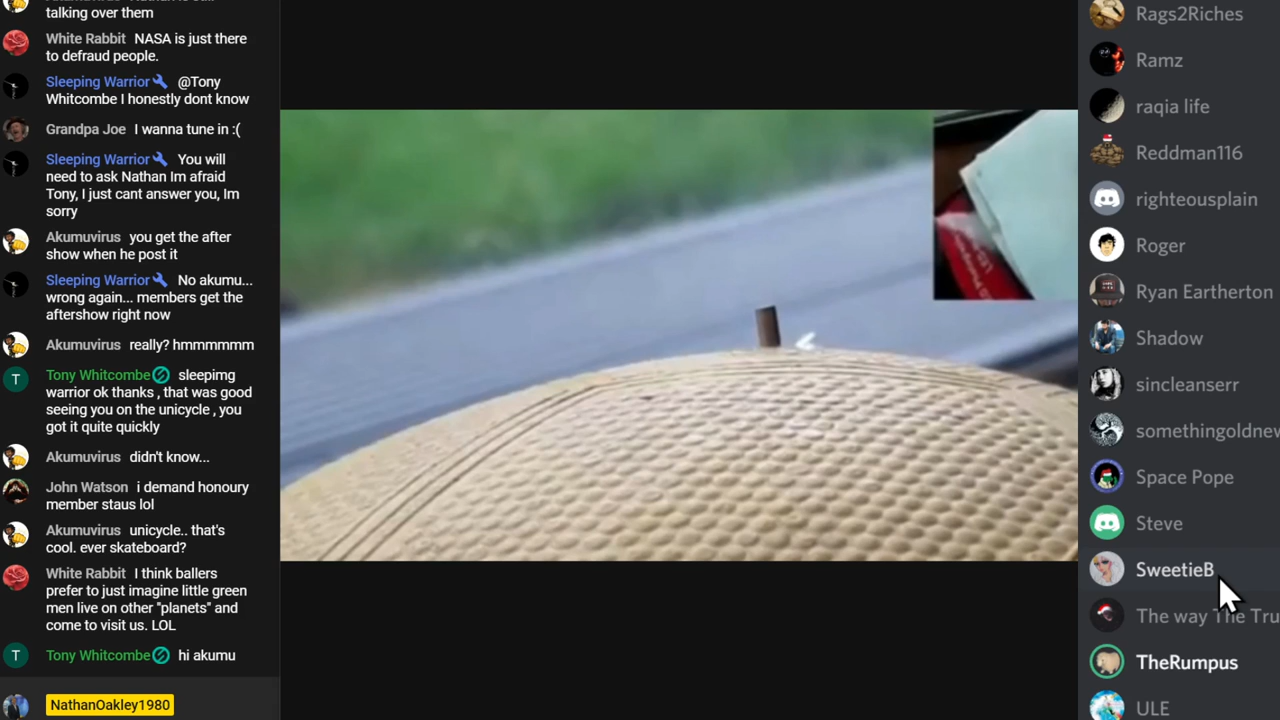 talking over them
White Rabbit NASA is just there
to defraud people.
Sleeping Warrior @Tony
Whitcombe I honestly dont know
Grandpa Joe I wanna tune in :(
Sleeping Warrior You will
need to ask Nathan Im afraid
Tony, I just cant answer you, Im
sorry
Akumuvirus you get the after
show when he post it
Sleeping Warrior No akumu...
wrong again... members get the
aftershow right now
Akumuvirus really? hmmmmmm
T
Tony Whitcombe sleepimg
warrior ok thanks , that was good
seeing you on the unicycle , you
got it quite quickly
Akumuvirus didn't know...
John Watson i demand honoury
member staus lol
Akumuvirus unicycle.. that's
cool. ever skateboard?
White Rabbit I think ballers
prefer to just imagine little green
men live on other "planets" and
come to visit us. LOL
T
Tony Whitcombe hi akumu
NathanOakley1980
Rags2Riches
Ramz
raqia life
Reddman116
righteousplain
Roger
Ryan Eartherton
Shadow
sincleanserr
somethingoldnew
Space Pope
Steve
SweetieB
The way The Tru
TheRumpus
ULE